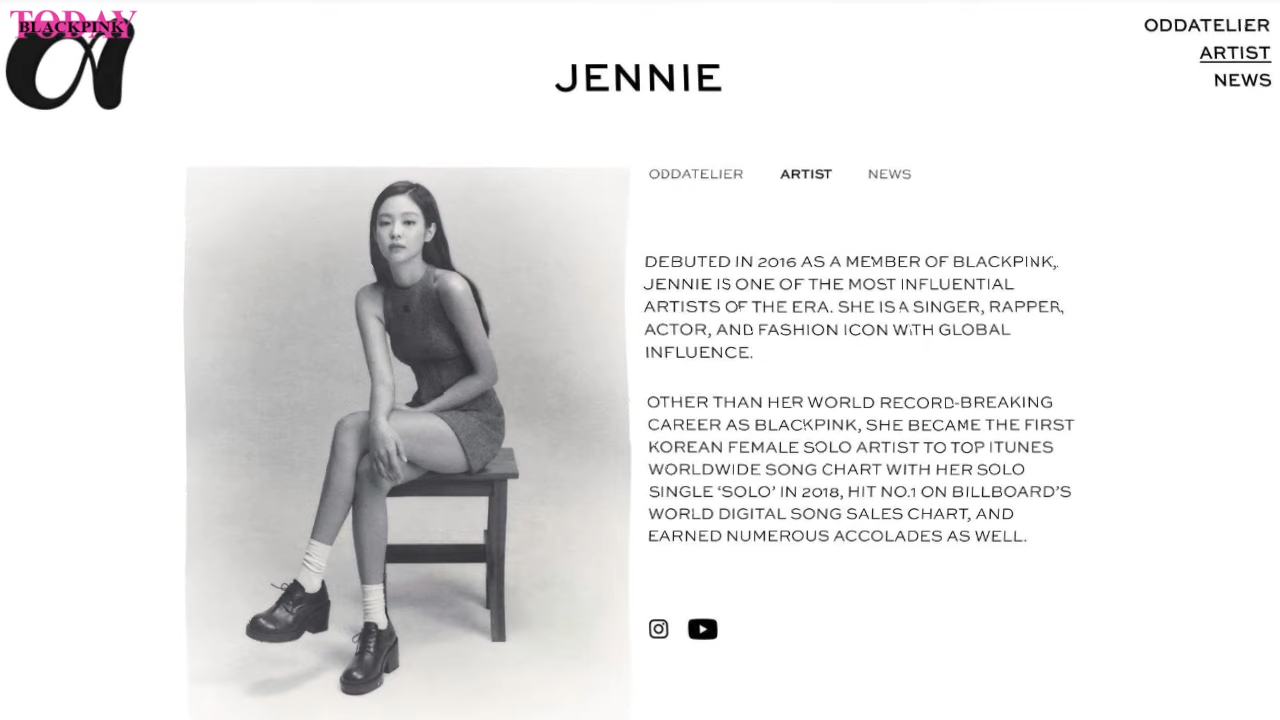 TODAY
BLACKPINK
ODDATELIER
ARTIST
NEWS
JENNIE
ODDATELIER ARTIST NEWS
DEBUTED IN 2016 AS A MEMBER OF BLACKPINK,
JENNIE IS ONE OF THE MOST INFLUENTIAL
ARTISTS OF THE ERA. SHE IS A SINGER, RAPPER,
ACTOR, AND FASHION ICON WITH GLOBAL
INFLUENCE.
OTHER THAN HER WORLD RECORD-BREAKING
CAREER AS BLACKPINK, SHE BECAME THE FIRST
KOREAN FEMALE SOLO ARTIST TO TOP ITUNES
WORLDWIDE SONG CHART WITH HER SOLO
SINGLE ‘SOLO’ IN 2018, HIT NO.1 ON BILLBOARD’S
WORLD DIGITAL SONG SALES CHART, AND
EARNED NUMEROUS ACCOLADES AS WELL.